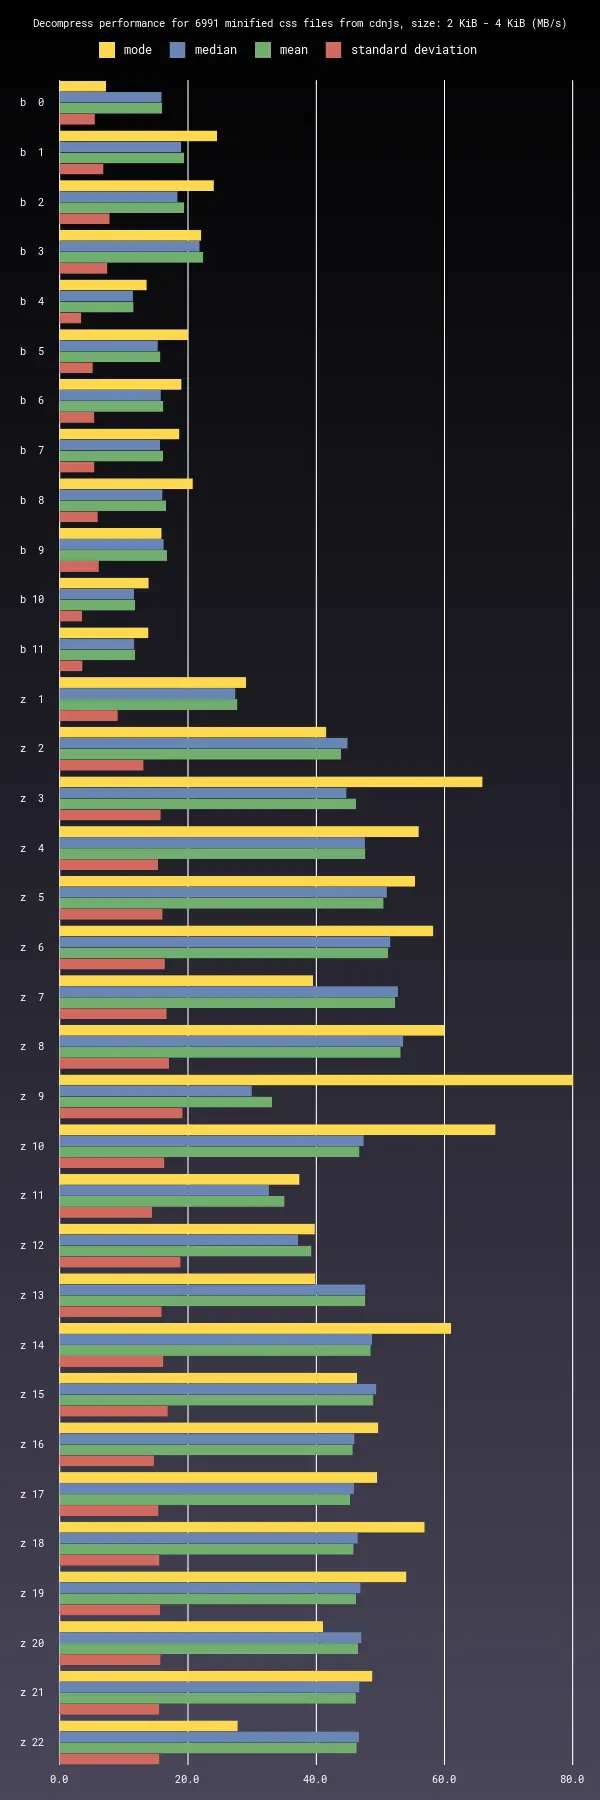 Decompress performance for 6991 minified css files from cdnjs, size: 2 KiB - 4 KiB (MB/s)
mode median mean standard deviation
b 0
b 1
b 2
b 3
b 4
b 5
b 6
b 7
b 8
b 9
b 10
b 11
z 1
z 2
z 3
z 4
z 5
z 6
z 7
z 8
z 9
z 10
z 11
z 12
z 13
z 14
z 15
z 16
z 17
z 18
z 19
z 20
z 21
z 22
0.0 20.0 40.0 60.0 80.0